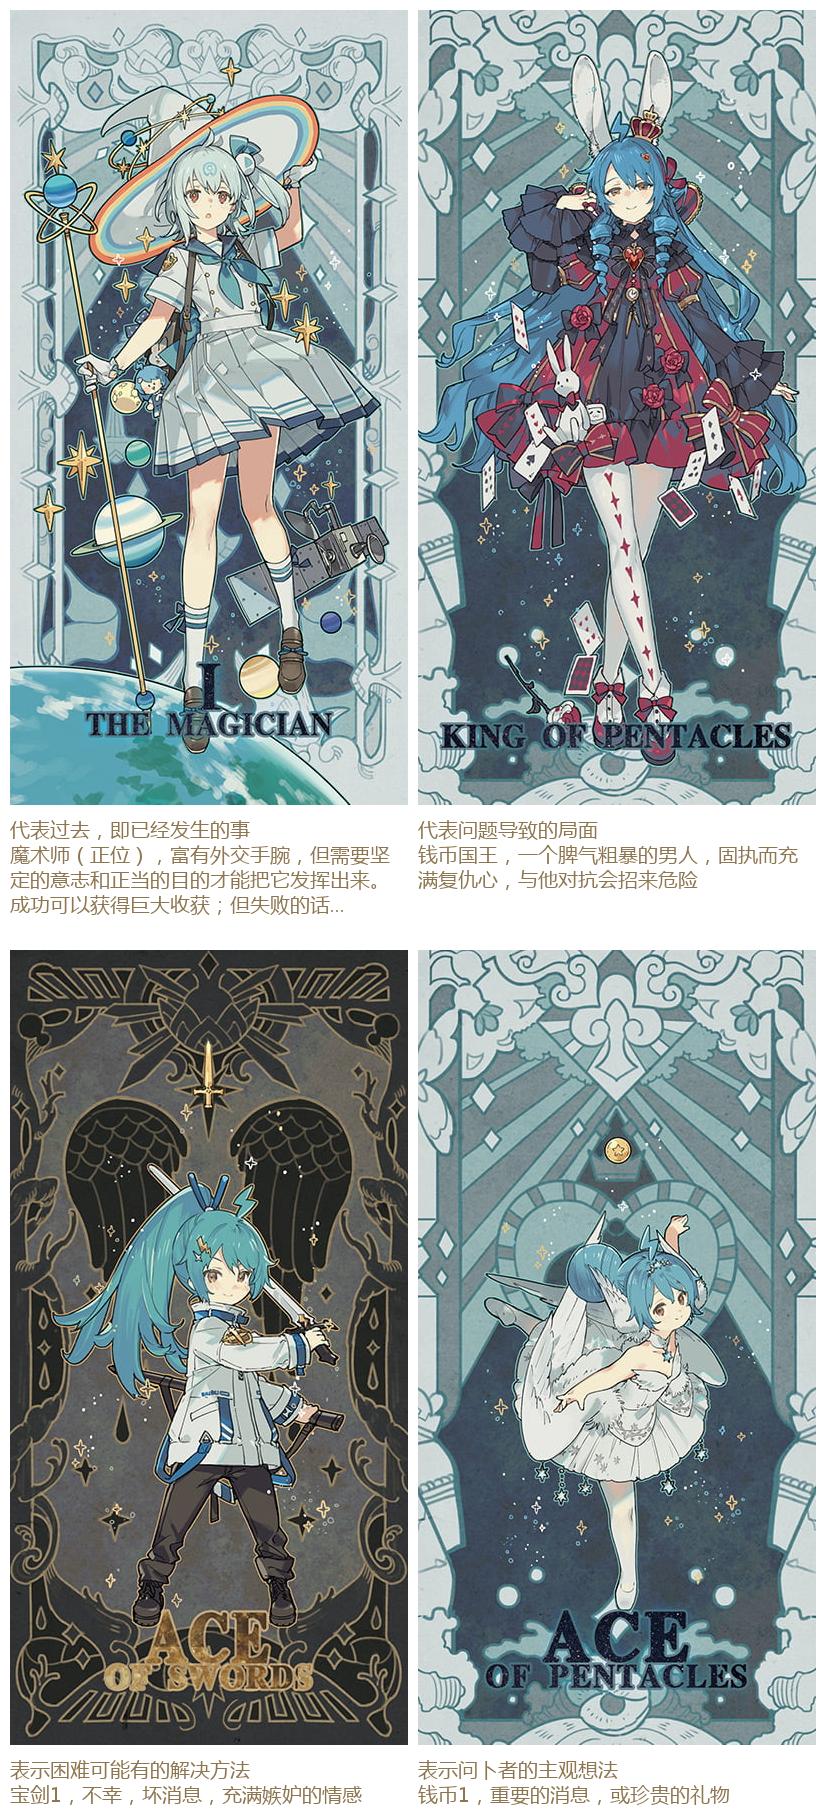 I
THE MAGICIAN
代表过去，即已经发生的事
魔术师（正位），富有外交手腕，但需要坚
定的意志和正当的目的才能把它发挥出来。
成功可以获得巨大收获；但失败的话...
KING OF PENTACLES
代表问题导致的局面
钱币国王，一个脾气粗暴的男人，固执而充
满复仇心，与他对抗会招来危险
ACE
OF SWORDS
表示困难可能有的解决方法
宝剑1，不幸，坏消息，充满嫉妒的情感
ACE
OF PENTACLES
表示问卜者的主观想法
钱币1，重要的消息，或珍贵的礼物